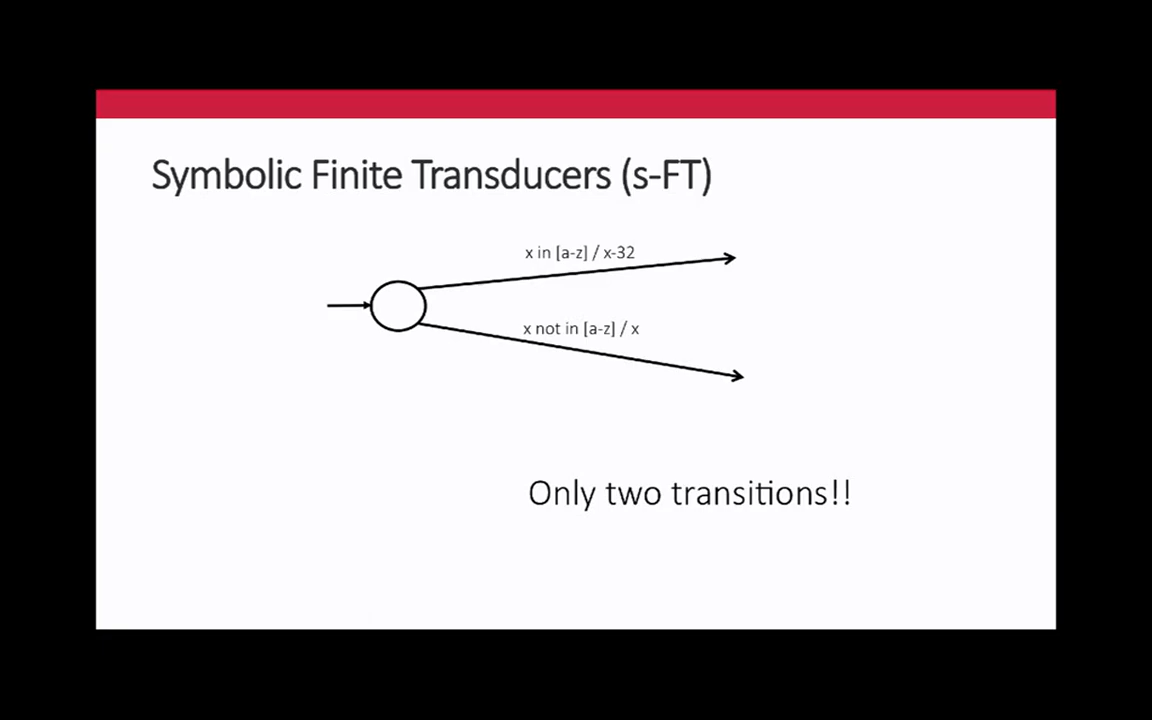 Symbolic Finite Transducers (s-FT)
x in [a-z] / x-32
x not in [a-z] / x
Only two transitions!!